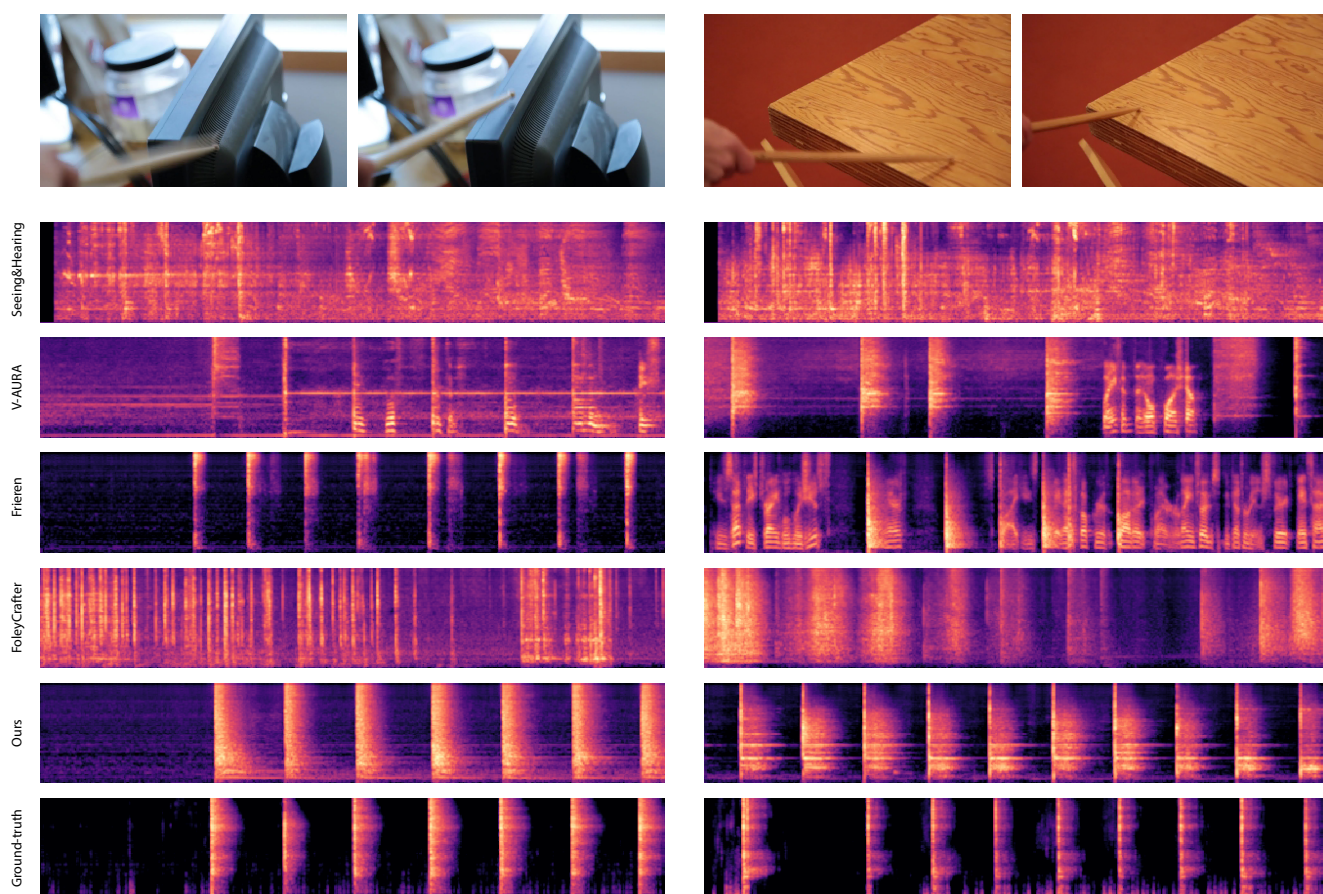 Seeing&Hearing
V-AURA
Frieren
FoleyCrafter
Ours
Ground-truth